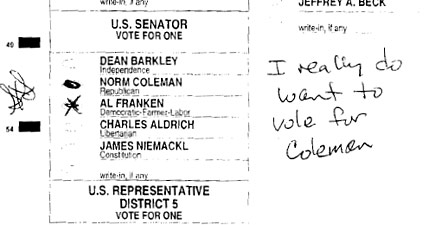 write-in, if any
JEFFREY A. BECK
U.S. SENATOR
VOTE FOR ONE
write-in, if any
49
DEAN BARKLEY
Independence
NORM COLEMAN
Republican
AL FRANKEN
Democratic-Farmer-Labor
54
CHARLES ALDRICH
Libertarian
JAMES NIEMACKL
Constitution
write-in, if any
U.S. REPRESENTATIVE
DISTRICT 5
VOTE FOR ONE
I really do
want to
vote for
Coleman